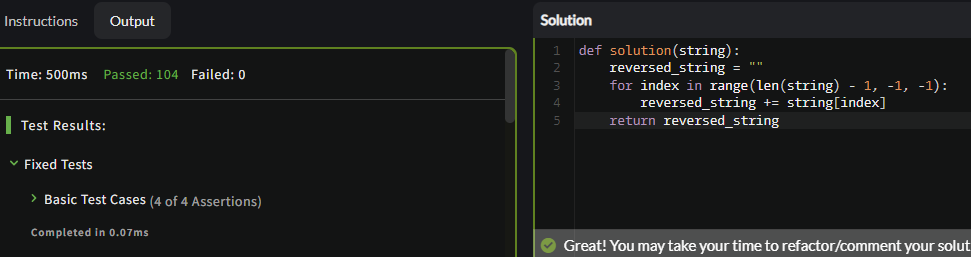 Instructions
Output
Time: 500ms Passed: 104 Failed: 0
Test Results:
Fixed Tests
Basic Test Cases (4 of 4 Assertions)
Completed in 0.07ms
Solution
1 def solution(string):
2     reversed_string = ""
3     for index in range(len(string) - 1, -1, -1):
4         reversed_string += string[index]
5     return reversed_string
Great! You may take your time to refactor/comment your solut